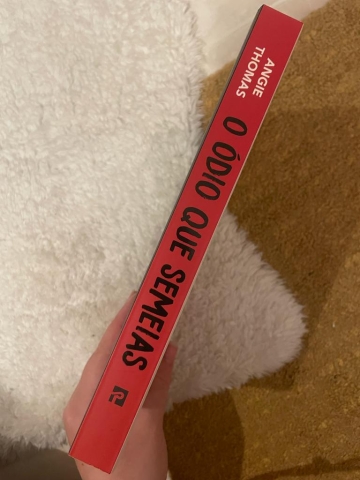 ANGIE
THOMAS
O ÓDIO QUE SEMEIAS